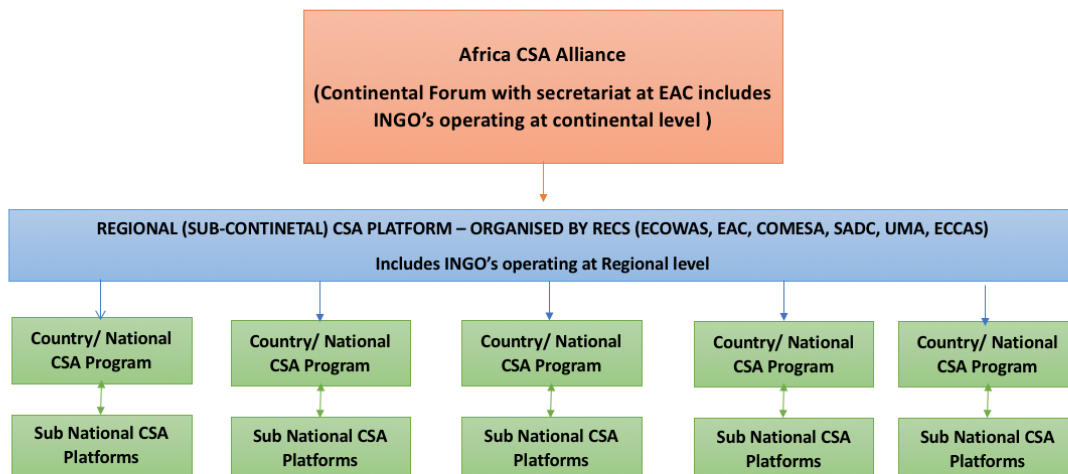 Africa CSA Alliance
(Continental Forum with secretariat at EAC includes
INGO's operating at continental level )
REGIONAL (SUB-CONTINETAL) CSA PLATFORM – ORGANISED BY RECS (ECOWAS, EAC, COMESA, SADC, UMA, ECCAS)
Includes INGO's operating at Regional level
Country/ National
CSA Program
Country/ National
CSA Program
Country/ National
CSA Program
Country/ National
CSA Program
Country/ National
CSA Program
Sub National CSA
Platforms
Sub National CSA
Platforms
Sub National CSA
Platforms
Sub National CSA
Platforms
Sub National CSA
Platforms